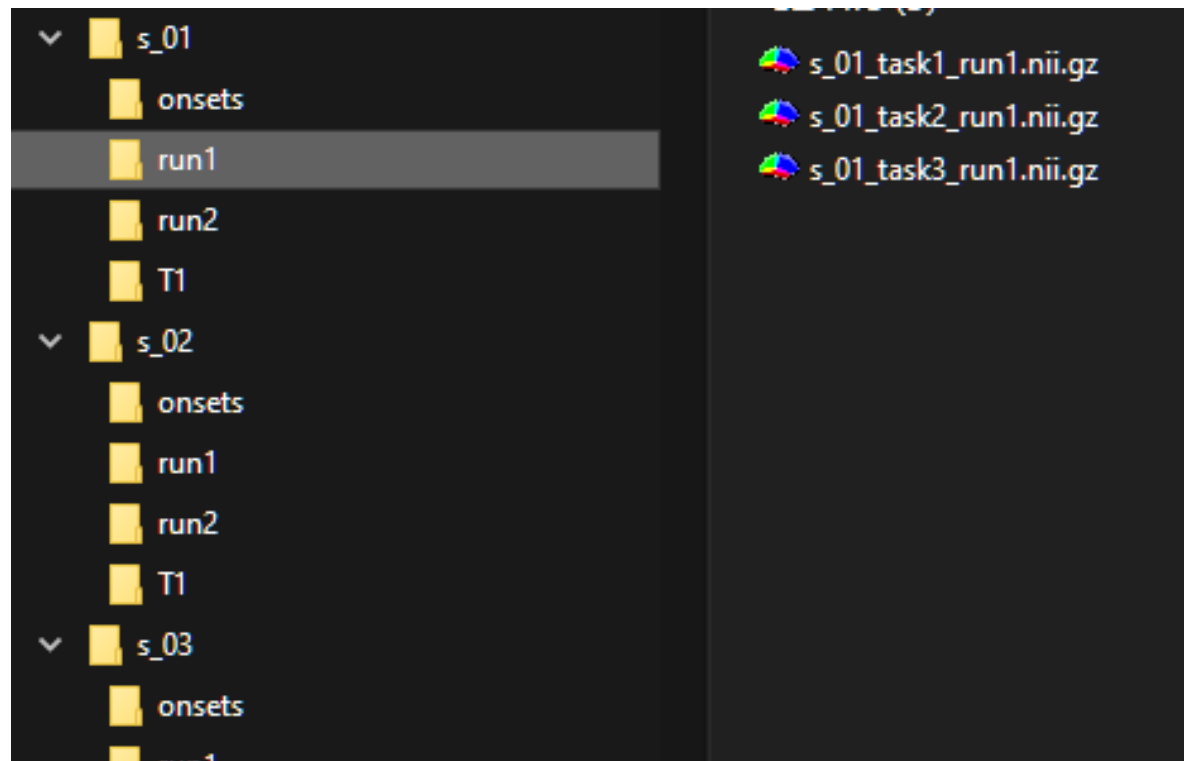 s_01
onsets
run1
run2
T1
s_02
onsets
run1
run2
T1
s_03
onsets
s_01_task1_run1.nii.gz
s_01_task2_run1.nii.gz
s_01_task3_run1.nii.gz